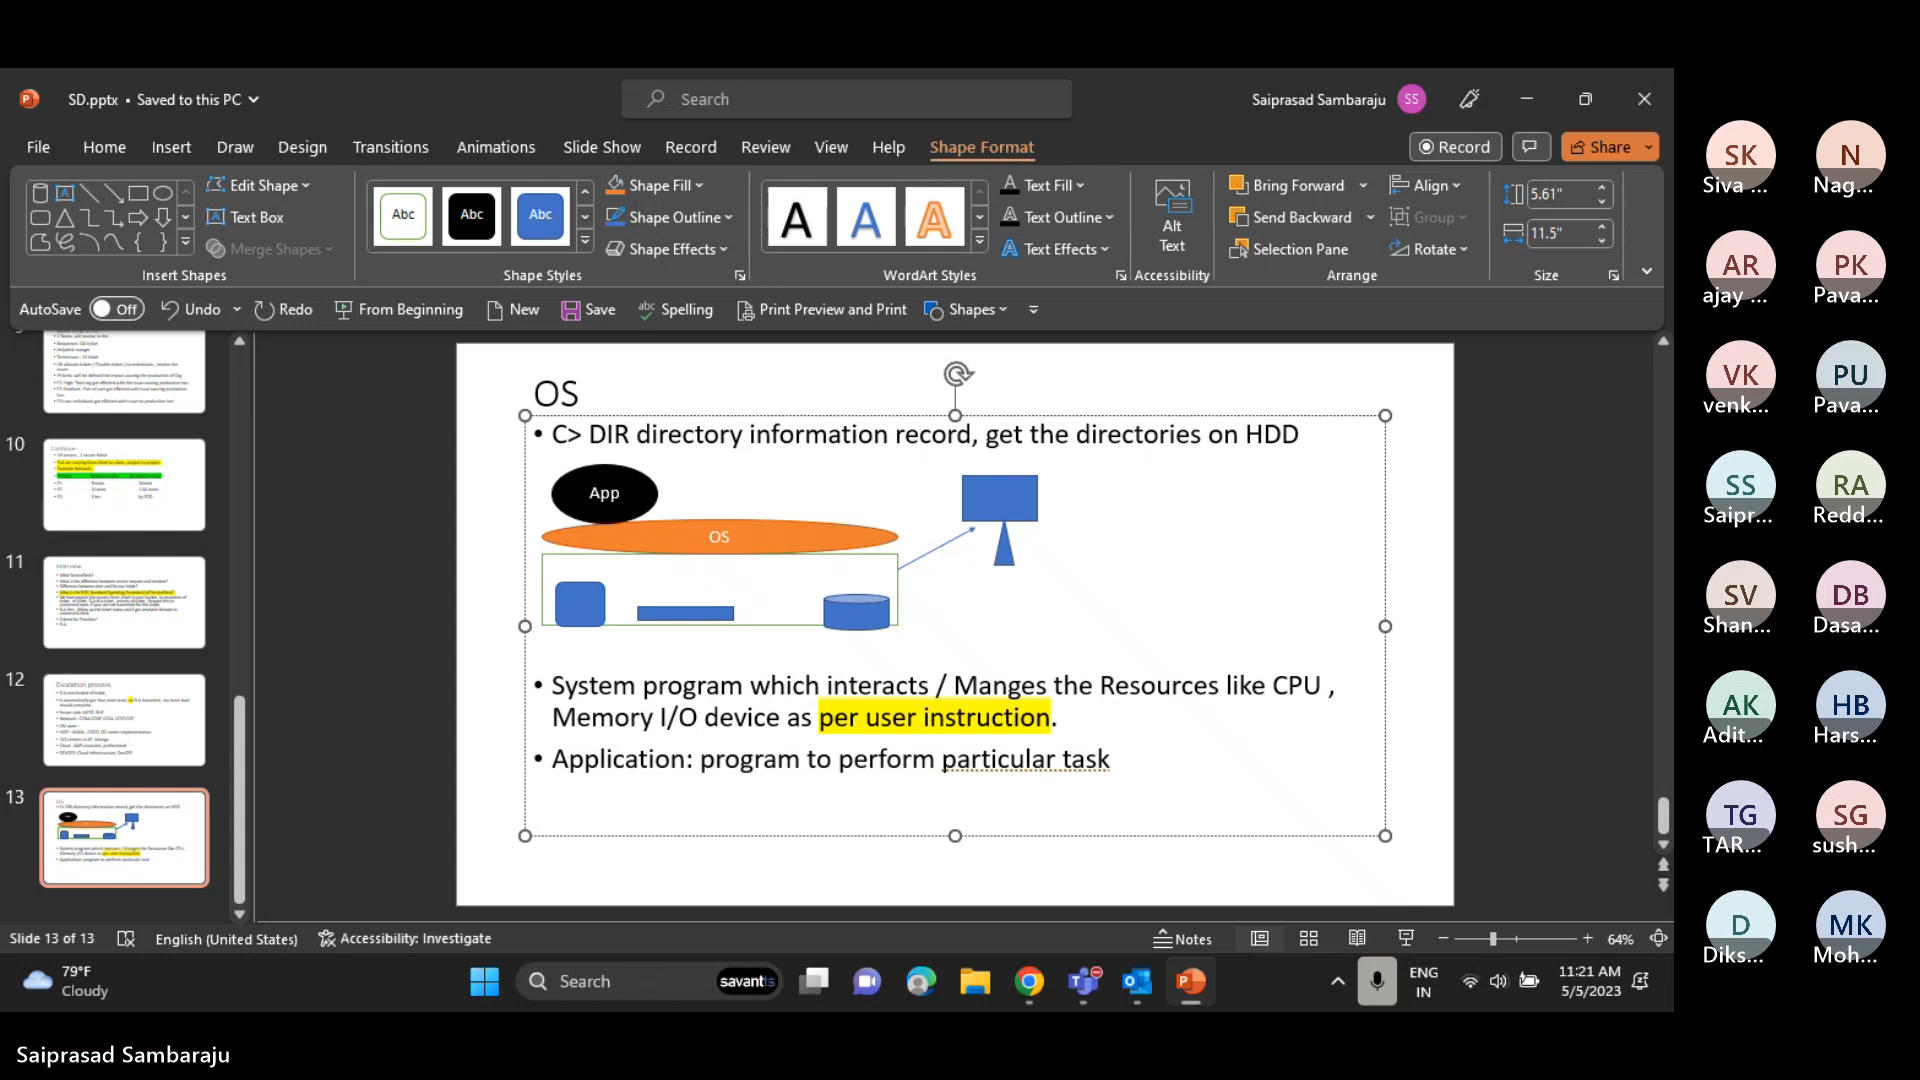 SD.pptx • Saved to this PC
Search
Saiprasad Sambaraju SS
File Home Insert Draw Design Transitions Animations Slide Show Record Review View Help Shape Format Record Share
Edit Shape
Text Box
Merge Shapes
Insert Shapes
Abc Abc Abc
Shape Fill
Shape Outline
Shape Effects
Shape Styles
A A A
Text Fill
Text Outline
Text Effects
WordArt Styles
Alt
Text
Accessibility
Bring Forward
Send Backward
Selection Pane
Align
Group
Rotate
Arrange
5.61"
11.5"
Size
AutoSave Off Undo Redo From Beginning New Save abc Spelling Print Preview and Print Shapes
10
11
12
Escalation process
13
OS
• C> DIR directory information record, get the directories on HDD
App
OS
• System program which interacts / Manges the Resources like CPU ,
Memory I/O device as per user instruction.
• Application: program to perform particular task
Slide 13 of 13 English (United States) Accessibility: Investigate Notes 64%
79°F
Cloudy
Search savantis
ENG
IN
11:21 AM
5/5/2023
Saiprasad Sambaraju
SK N
Siva ... Nag...
AR PK
ajay ... Pava...
VK PU
venk... Pava...
SS RA
Saipr... Redd...
SV DB
Shan... Dasa...
AK HB
Adit... Hars...
TG SG
TAR... sush...
D MK
Diks... Moh...